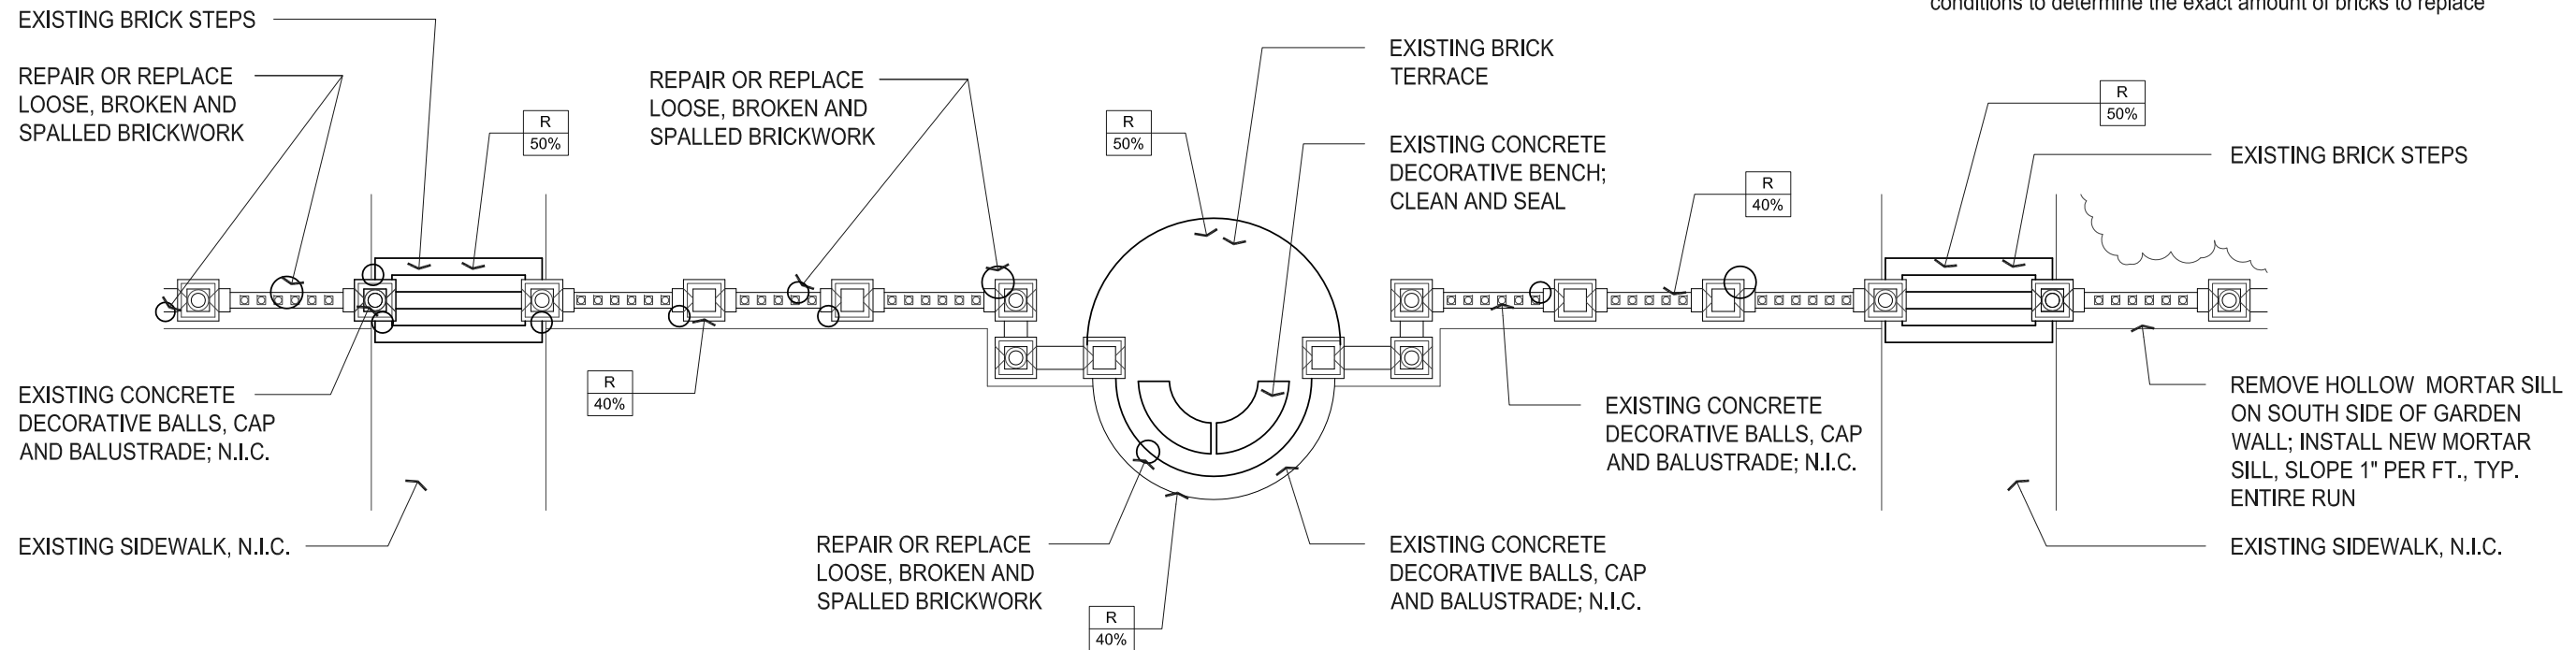 conditions to determine the exact amount of bricks to replace
EXISTING BRICK STEPS
REPAIR OR REPLACE
LOOSE, BROKEN AND
SPALLED BRICKWORK
R
50%
REPAIR OR REPLACE
LOOSE, BROKEN AND
SPALLED BRICKWORK
R
50%
EXISTING BRICK
TERRACE
EXISTING CONCRETE
DECORATIVE BENCH;
CLEAN AND SEAL
R
40%
R
50%
EXISTING BRICK STEPS
EXISTING CONCRETE
DECORATIVE BALLS, CAP
AND BALUSTRADE; N.I.C.
EXISTING SIDEWALK, N.I.C.
R
40%
REPAIR OR REPLACE
LOOSE, BROKEN AND
SPALLED BRICKWORK
R
40%
EXISTING CONCRETE
DECORATIVE BALLS, CAP
AND BALUSTRADE; N.I.C.
EXISTING CONCRETE
DECORATIVE BALLS, CAP
AND BALUSTRADE; N.I.C.
REMOVE HOLLOW MORTAR SILL
ON SOUTH SIDE OF GARDEN
WALL; INSTALL NEW MORTAR
SILL, SLOPE 1" PER FT., TYP.
ENTIRE RUN
EXISTING SIDEWALK, N.I.C.